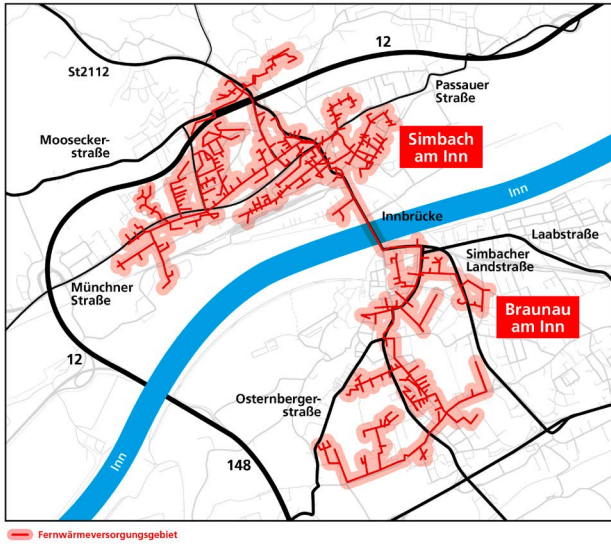 12
St2112
Passauer
Straße
Moosecker-
straße
Simbach
am Inn
Inn
Innbrücke
Laabstraße
Simbacher
Landstraße
Münchner
Straße
Braunau
am Inn
12
Osternberger-
straße
Inn
148
Fernwärmeversorgungsgebiet